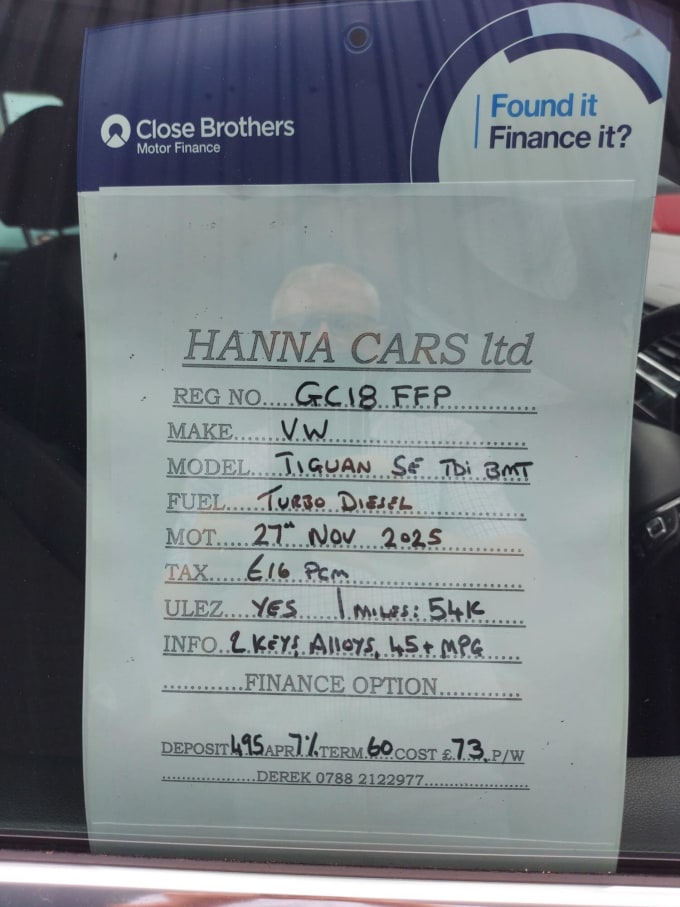 Close Brothers
Motor Finance
Found it
Finance it?
HANNA CARS ltd
REG NO.....GC18 FFP
MAKE.....VW
MODEL...TIGUAN SE TDi BMT
FUEL....TURBO DIESEL
MOT.....27th NOV 2025
TAX.....£16 PCM
ULEZ....YES | MILES: 54K
INFO..2 KEYS, AllOYS, 45+ MPG
............FINANCE OPTION............
DEPOSIT 495 APR 7% TERM 60 COST £73 P/W
................DEREK 0788 2122977................